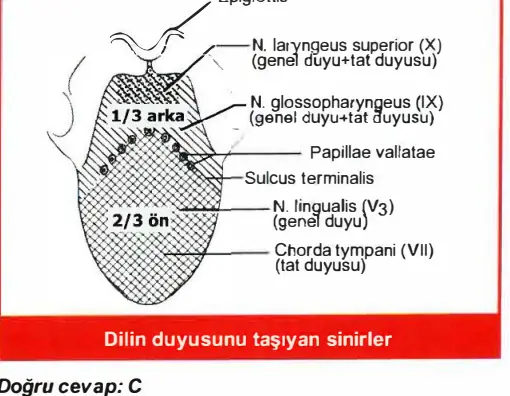 Epiglottis
N. laryngeus superior (X)
(genel duyu+tat duyusu)
N. glossopharyngeus (IX)
(genel duyu+tat duyusu)
1/3 arka
Papillae vallatae
Sulcus terminalis
N. lingualis (V3)
(genel duyu)
2/3 ön
Chorda tympani (VII)
(tat duyusu)
Dilin duyusunu taşıyan sinirler
Doğru cevap: C